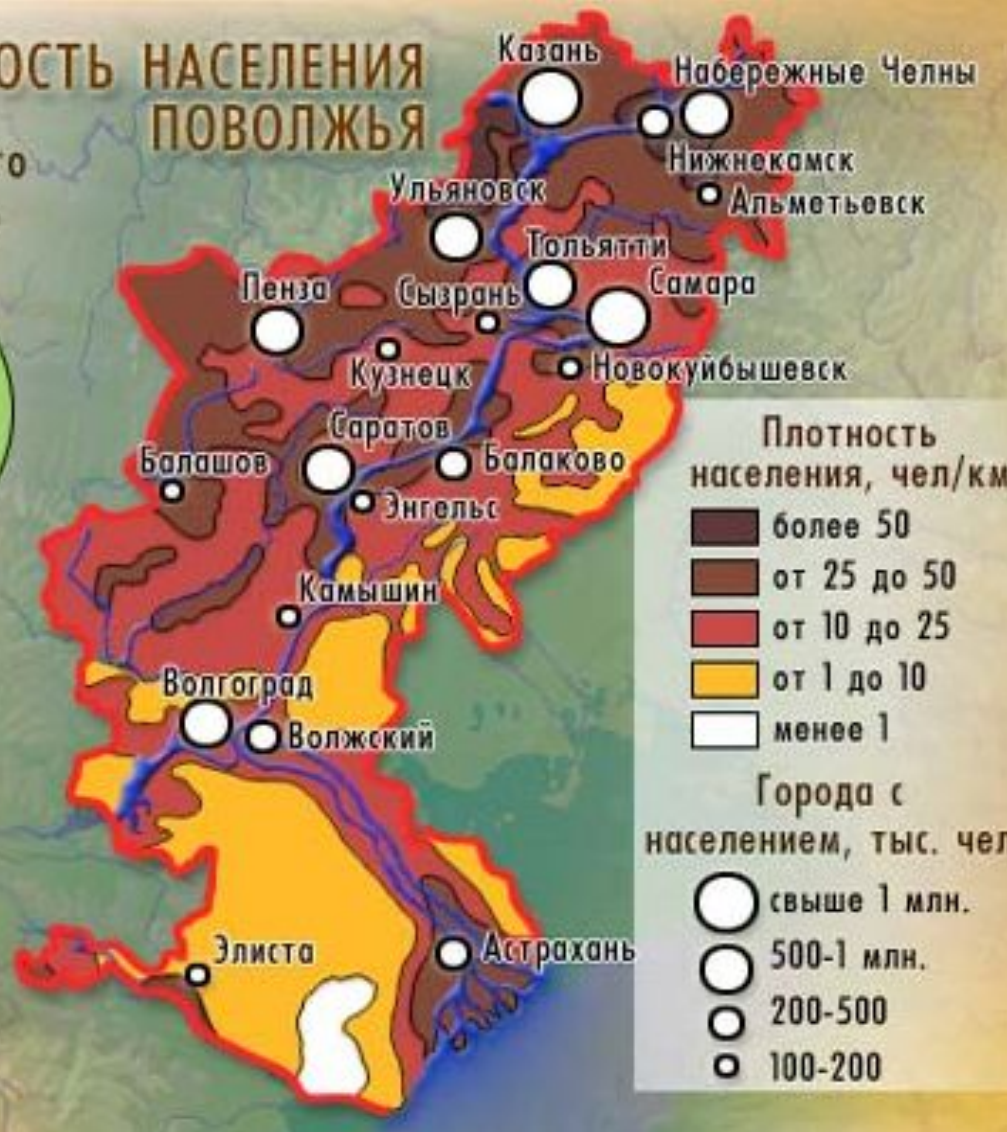 ОСТЬ НАСЕЛЕНИЯ
ПОВОЛЖЬЯ
го
Казань
Набережные Челны
Нижнекамск
Альметьевск
Ульяновск
Тольятти
Самара
Пенза
Сызрань
Кузнецк
Новокуйбышевск
Саратов
Балашов
Балаково
Энгельс
Камышин
Волгоград
Волжский
Элиста
Астрахань
Плотность
населения, чел/км
более 50
от 25 до 50
от 10 до 25
от 1 до 10
менее 1
Города с
населением, тыс. чел
свыше 1 млн.
500-1 млн.
200-500
100-200